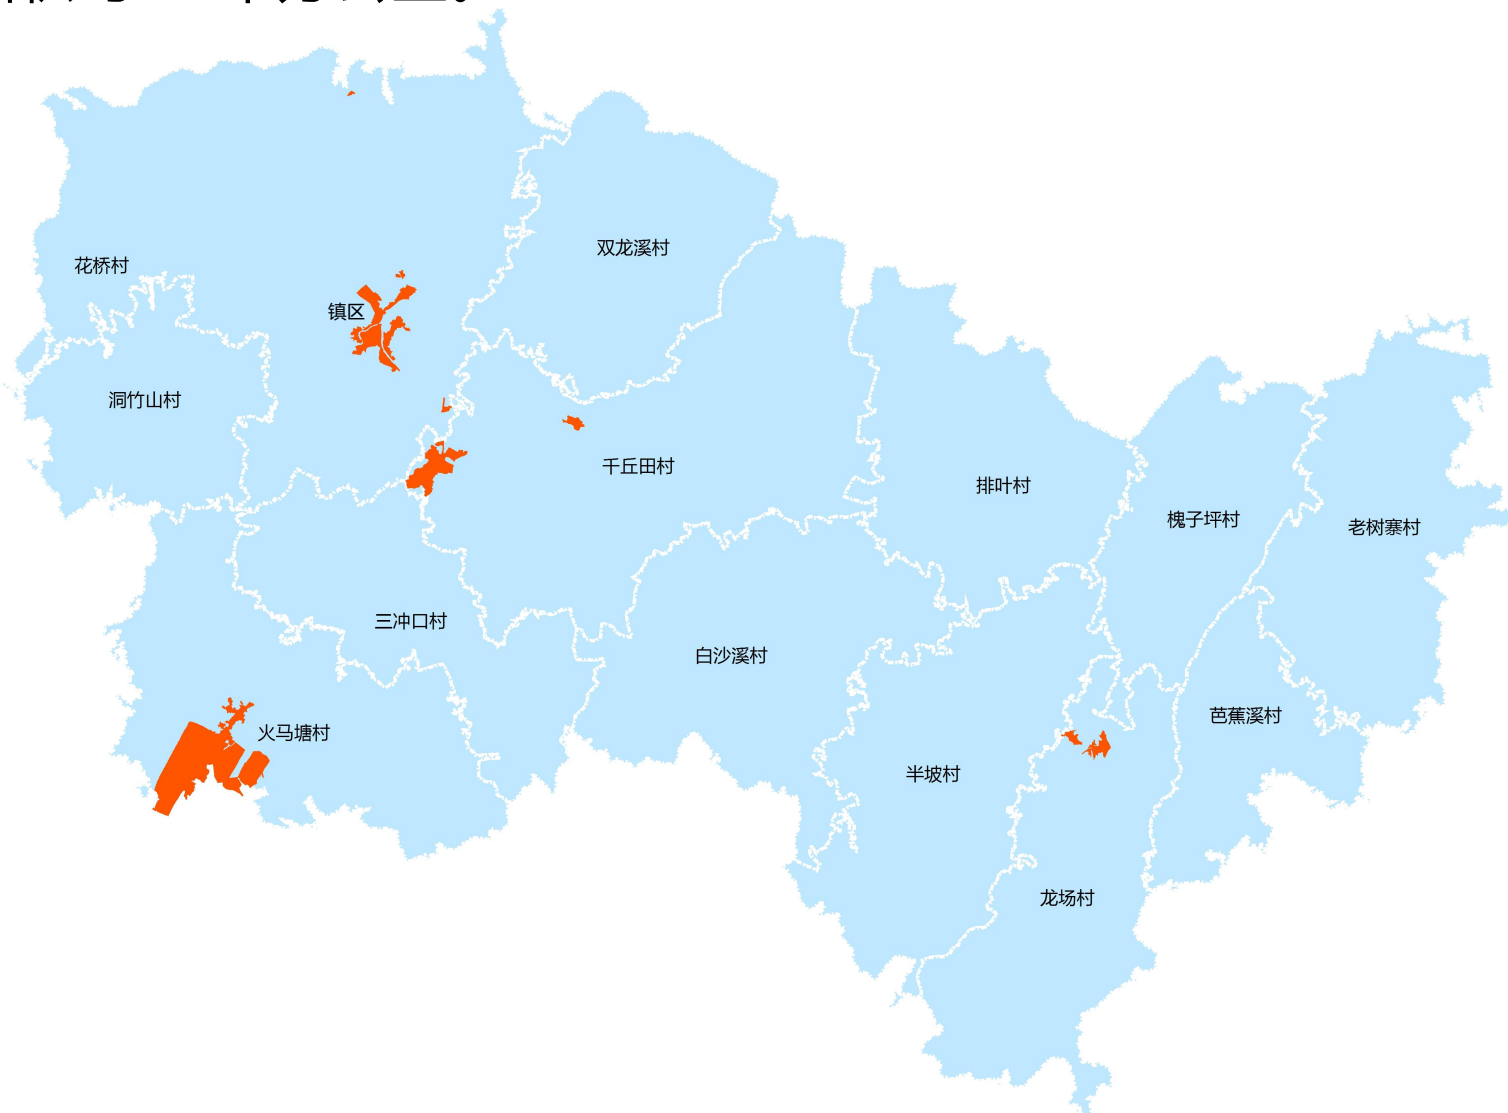 双龙溪村
花桥村
镇区
洞竹山村
千丘田村
排叶村
槐子坪村
老树寨村
三冲口村
白沙溪村
芭蕉溪村
火马塘村
半坡村
龙场村